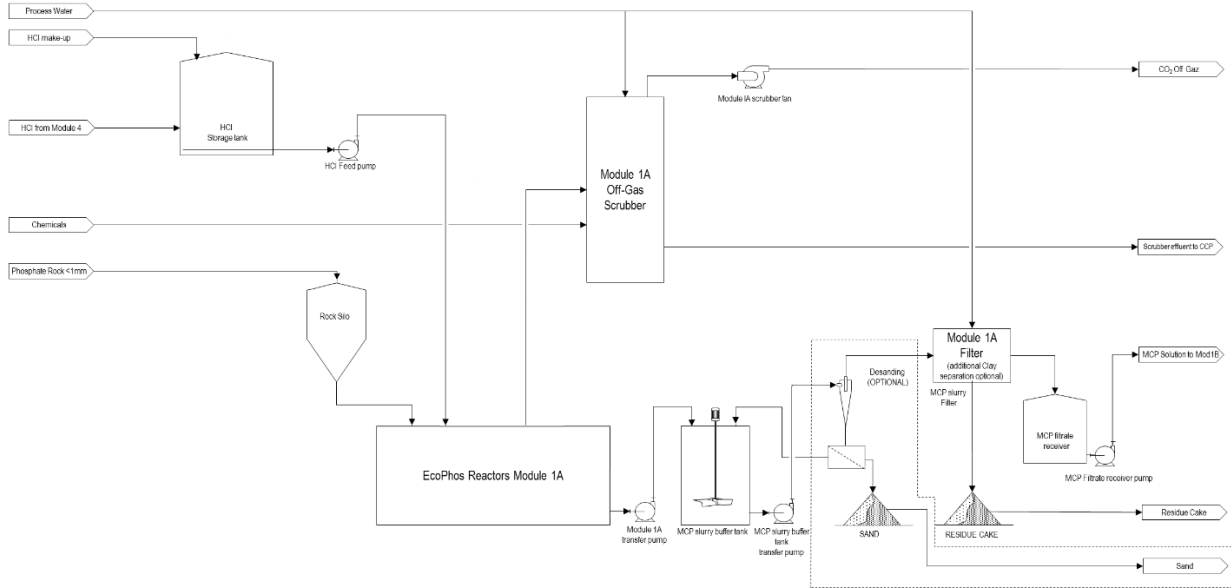 Process Water
HCl make-up
HCl from Module 4
HCl
Storage tank
HCl Feed pump
Chemicals
Phosphate Rock <1mm
Rock Silo
Module 1A
Off-Gas
Scrubber
Module IA scrubber fan
CO₂ Off Gaz
Scrubber effluent to CCP
EcoPhos Reactors Module 1A
Module 1A
transfer pump
MCP slurry buffer tank
MCP slurry buffer
tank
transfer pump
Desanding
(OPTIONAL)
SAND
Module 1A
Filter
(additional Clay
separation optional)
MCP slurry
Filter
RESIDUE CAKE
MCP filtrate
receiver
MCP Filtrate receiver pump
MCP Solution to Mod1B
Residue Cake
Sand